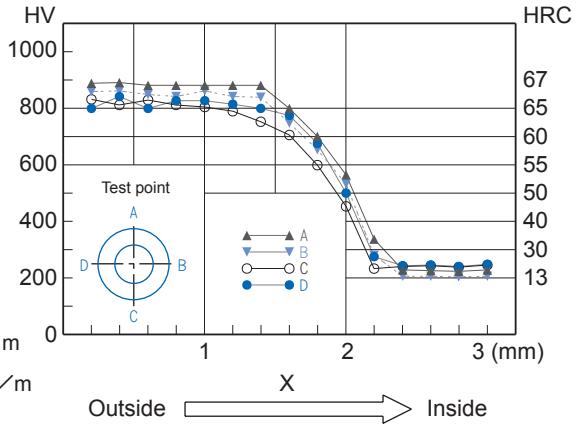 HV HRC
1000
67
800 65
60
600 55
Test point
50
A
400 40
A
D B B
30
C
200 D 13
C
0
m 1 2 3 (mm)
／m
X
Outside Inside